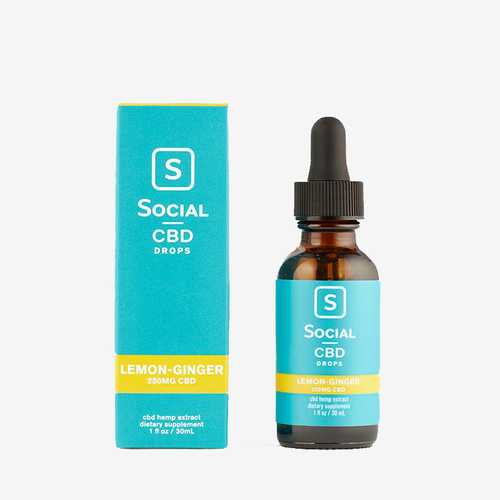 S
SOCIAL
CBD
DROPS
LEMON-GINGER
250MG CBD
cbd hemp extract
dietary supplement
1 fl oz / 30mL
S
SOCIAL
CBD
DROPS
LEMON-GINGER
250MG CBD
cbd hemp extract
dietary supplement
1 fl oz / 30 mL